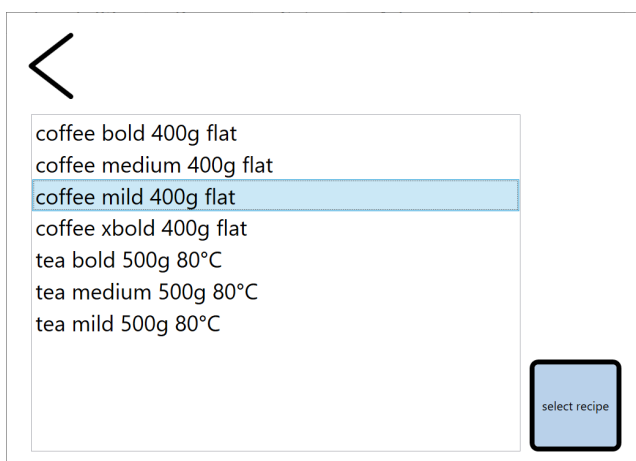 coffee bold 400g flat
coffee medium 400g flat
coffee mild 400g flat
coffee xbold 400g flat
tea bold 500g 80°C
tea medium 500g 80°C
tea mild 500g 80°C
select recipe